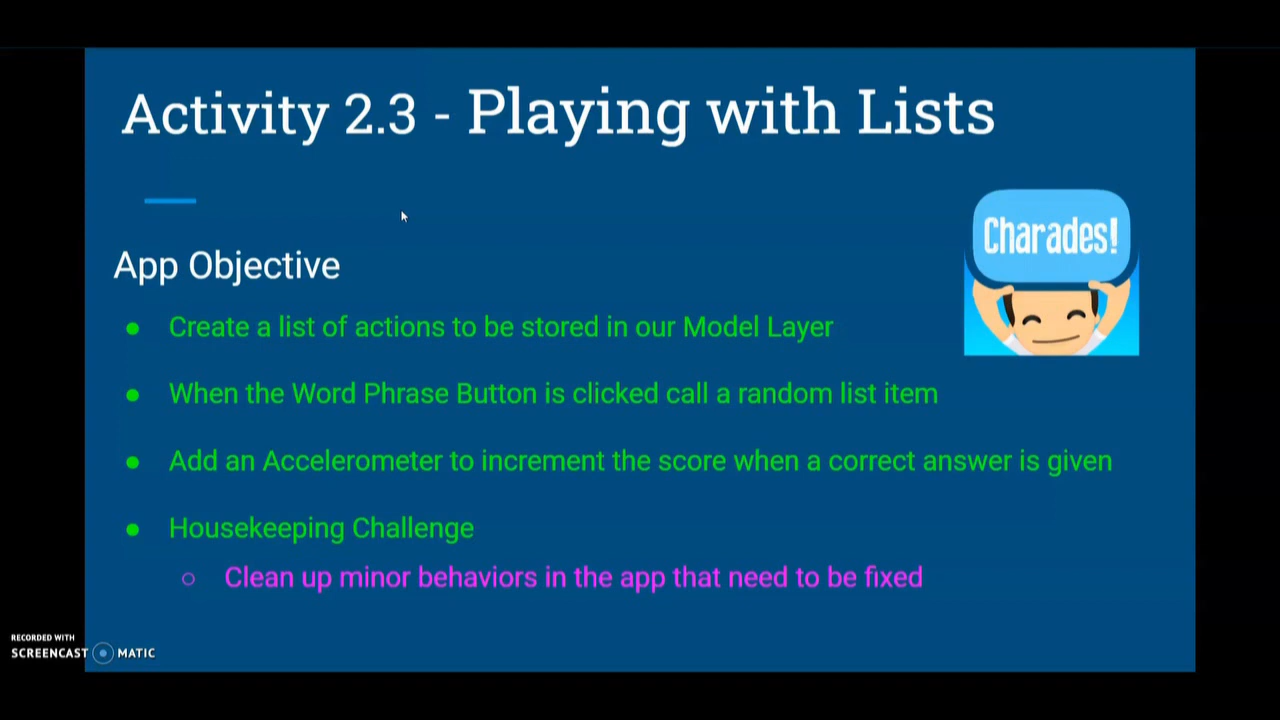 Activity 2.3 - Playing with Lists
Charades!
App Objective
● Create a list of actions to be stored in our Model Layer
● When the Word Phrase Button is clicked call a random list item
● Add an Accelerometer to increment the score when a correct answer is given
● Housekeeping Challenge
○ Clean up minor behaviors in the app that need to be fixed
RECORDED WITH
SCREENCAST MATIC